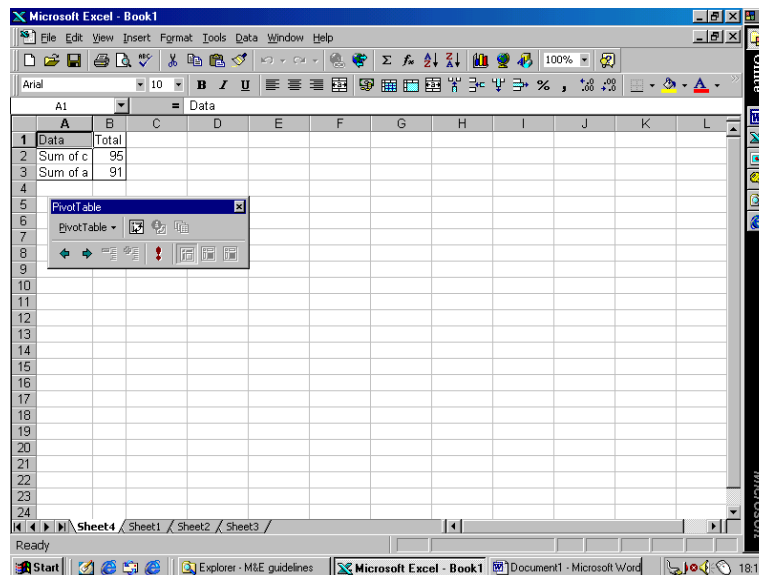 Microsoft Excel - Book1
File Edit View Insert Format Tools Data Window Help
100%
Arial 10 B I U % ,
A1 = Data
A B C D E F G H I J K L
1 Data Total
2 Sum of c 95
3 Sum of a 91
4
5
6
7
8
9
10
11
12
13
14
15
16
17
18
19
20
21
22
23
24
PivotTable
PivotTable
Sheet4 Sheet1 Sheet2 Sheet3
Ready
Start Explorer - M&E guidelines Microsoft Excel - Book1 Document1 - Microsoft Word
Office